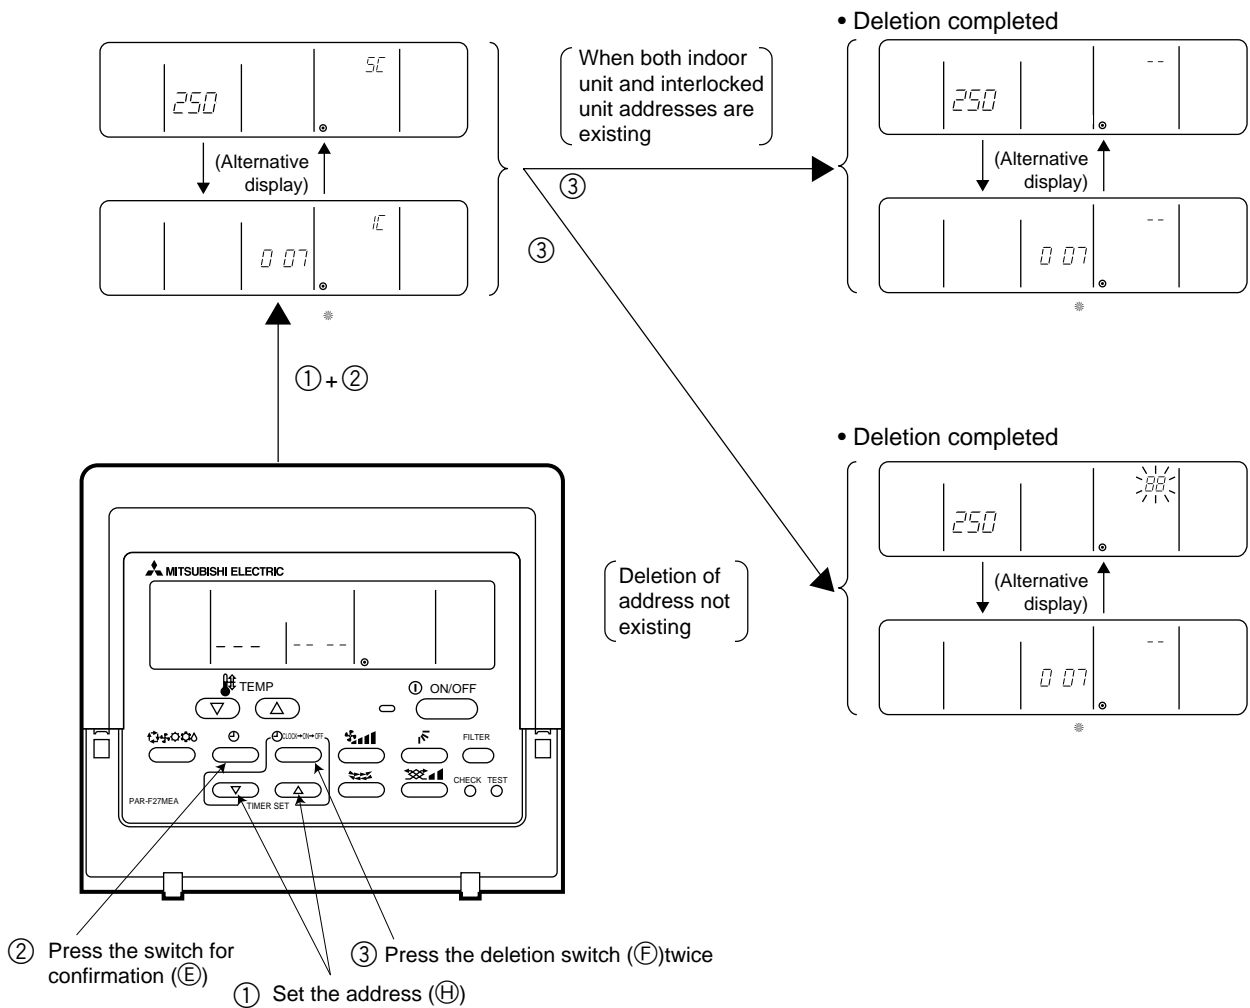 • Deletion completed
SC
250
(Alternative
display)
IC
0 07
When both indoor
unit and interlocked
unit addresses are
existing
③
③
--
250
(Alternative
display)
--
0 07
① + ②
• Deletion completed
88
250
(Alternative
display)
--
0 07
Deletion of
address not
existing
MITSUBISHI ELECTRIC
--- -- --
TEMP
ON/OFF
CLOCK→ON→OFF
FILTER
CHECK TEST
PAR-F27MEA
TIMER SET
② Press the switch for
confirmation (Ⓔ)
③ Press the deletion switch (Ⓕ)twice
① Set the address (Ⓗ)